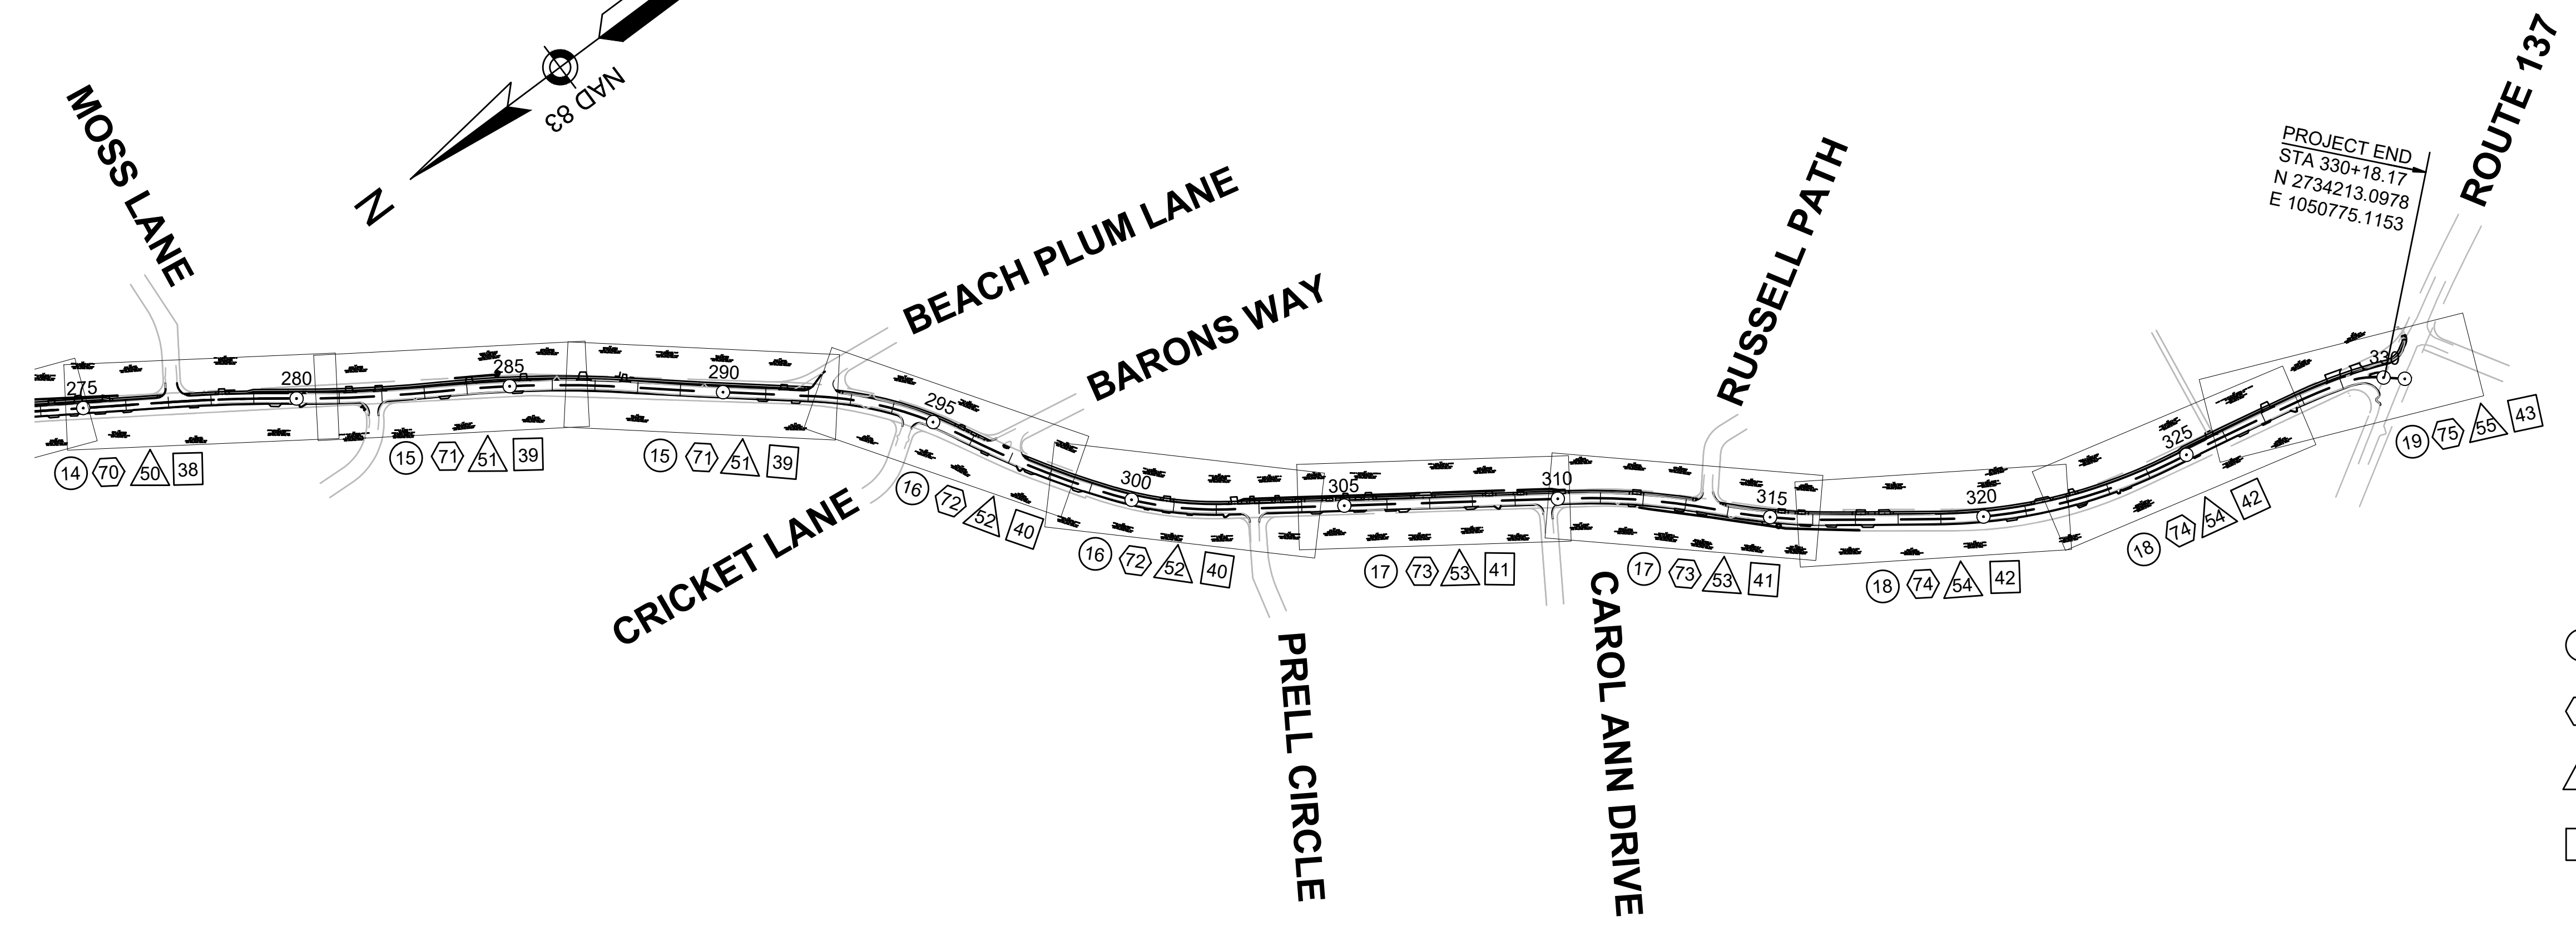 NAD 83
N
MOSS LANE
BEACH PLUM LANE
BARONS WAY
RUSSELL PATH
PROJECT END
STA 330+18.17
N 2734213.0978
E 1050775.1153
ROUTE 137
275
280
285
290
295
300
305
310
315
320
325
330
14 70 50 38
15 71 51 39
15 71 51 39
16 72 52 40
16 72 52 40
17 73 53 41
17 73 53 41
18 74 54 42
18 74 54 42
19 75 55 43
CRICKET LANE
PRELL CIRCLE
CAROL ANN DRIVE